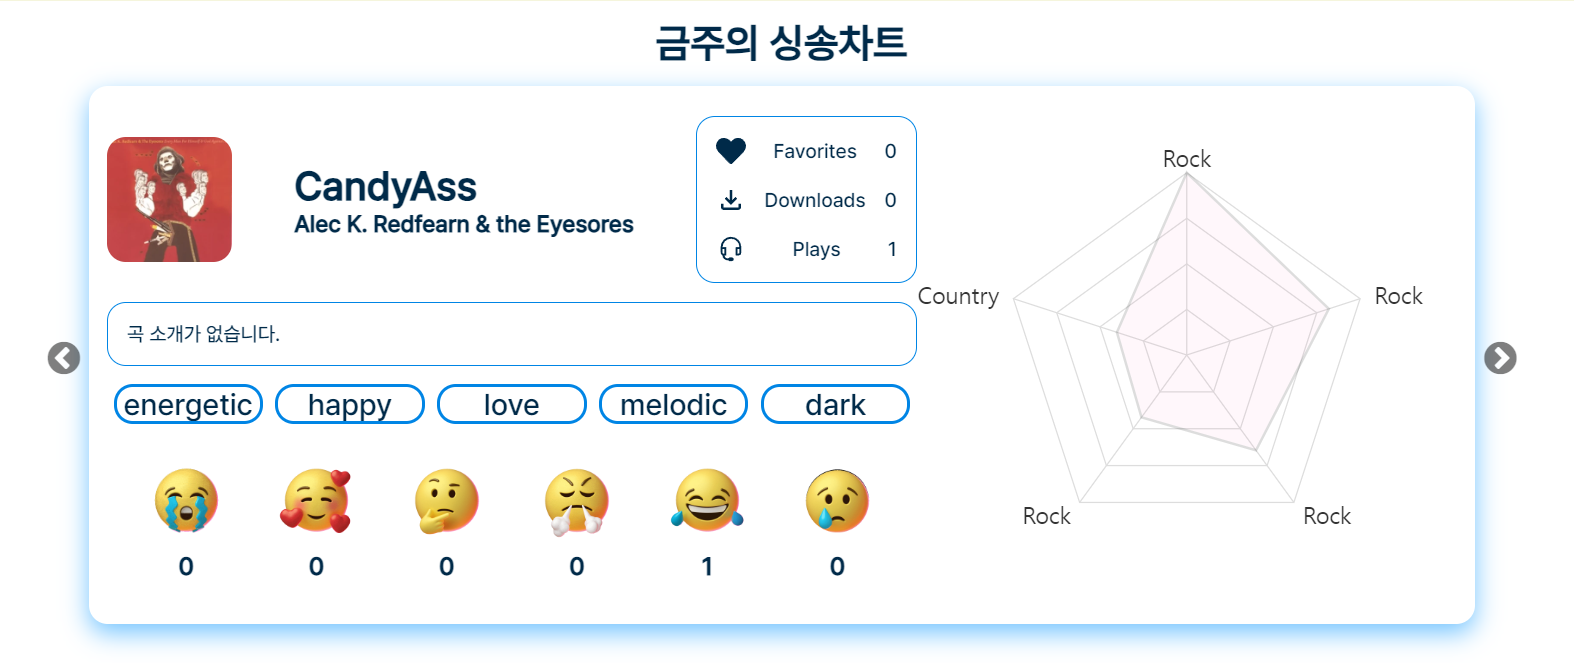 금주의 싱송차트
CandyAss
Alec K. Redfearn & the Eyesores
Favorites 0
Downloads 0
Plays 1
곡 소개가 없습니다.
energetic happy love melodic dark
0 0 0 0 1 0
Rock
Country Rock
Rock Rock